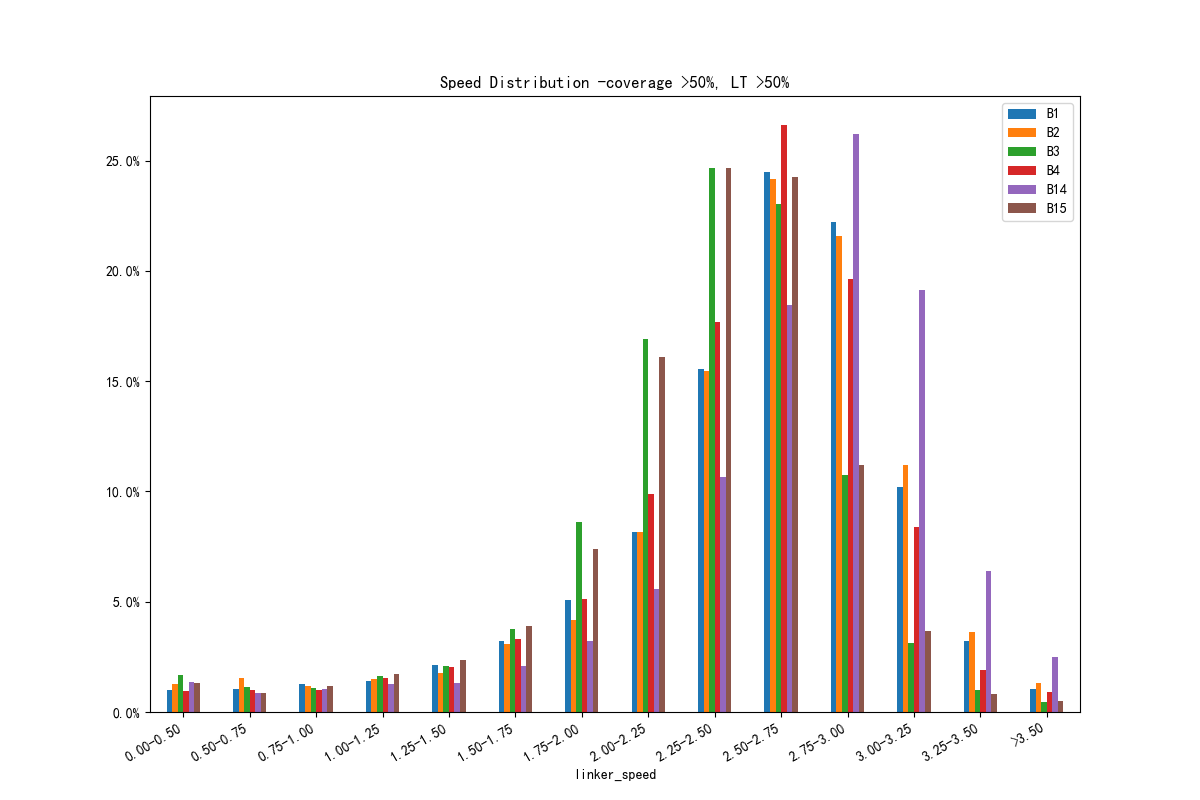 Speed Distribution -coverage >50%, LT >50%
B1
B2
B3
B4
B14
B15
25.0%
20.0%
15.0%
10.0%
5.0%
0.0%
0.00-0.50
0.50-0.75
0.75-1.00
1.00-1.25
1.25-1.50
1.50-1.75
1.75-2.00
2.00-2.25
2.25-2.50
2.50-2.75
2.75-3.00
3.00-3.25
3.25-3.50
>3.50
linker_speed